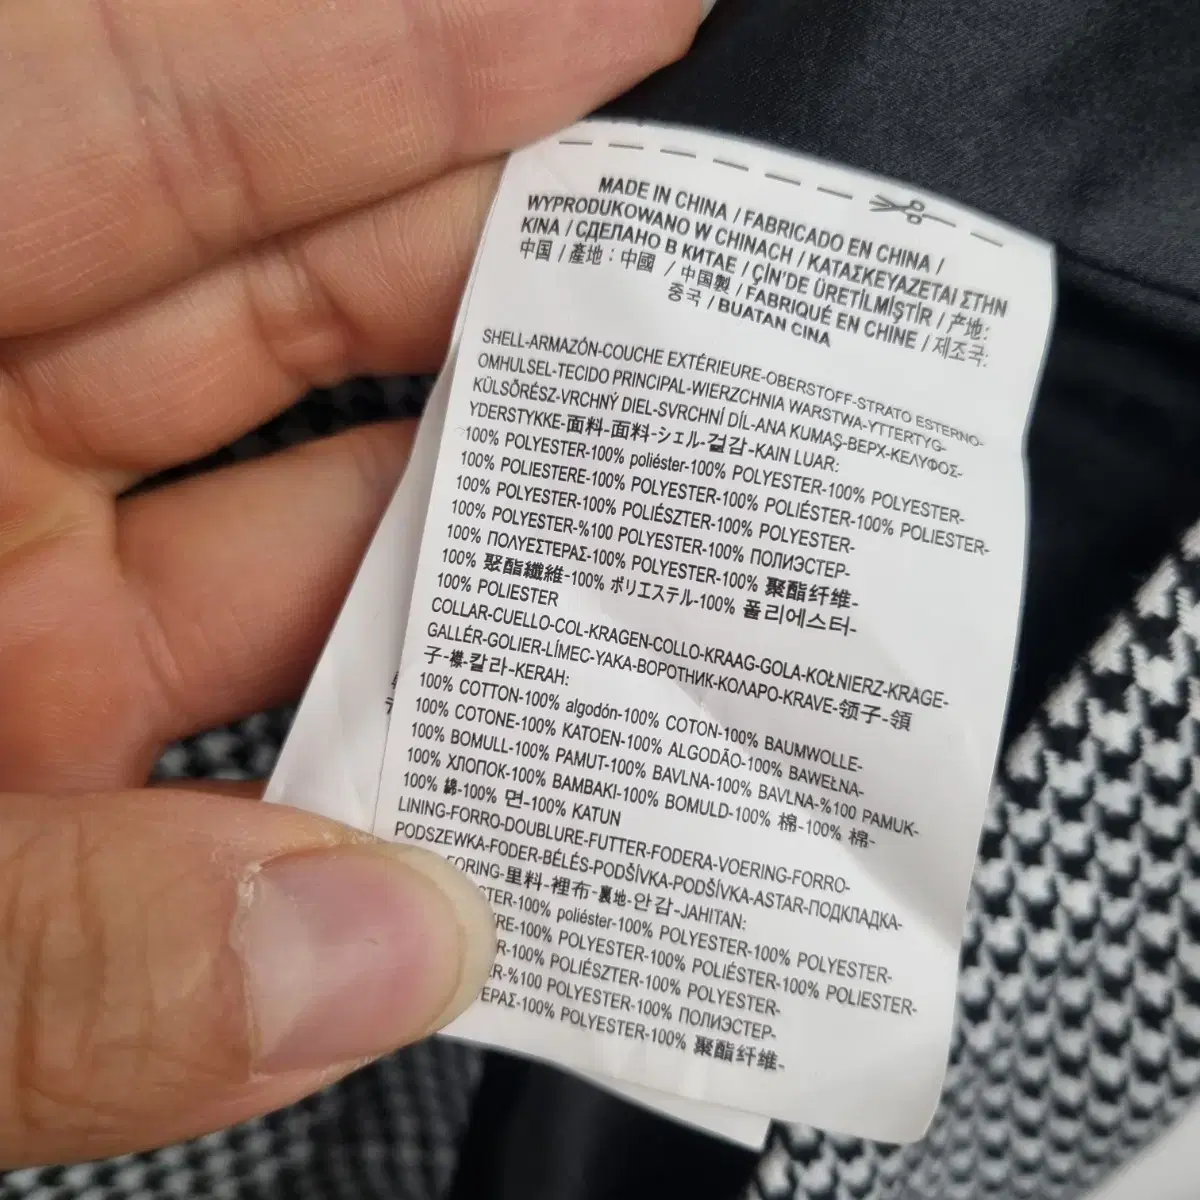 MADE IN CHINA / FABRICADO EN CHINA /
WYPRODUKOWANO W CHINACH / ΚΑΤΑΣΚΕΥΑΖΕΤΑΙ ΣΤΗΝ
ΚΙΝΑ / СДЕЛАНО В КИТАЕ / ÇİN'DE ÜRETİLMİŞTİR / 产地:
中国 / 產地：中國 / 中国製 / FABRIQUÉ EN CHINE / 제조국:
중국 / BUATAN CINA
SHELL-ARMAZÓN-COUCHE EXTÉRIEURE-OBERSTOFF-STRATO ESTERNO-
OMHULSEL-TECIDO PRINCIPAL-WIERZCHNIA WARSTWA-YTTERTYG-
KÜLSŐRÉSZ-VRCHNÝ DIEL-SVRCHNÍ DÍL-ANA KUMAŞ-ВЕРХ-ΚΕΛΥΦΟΣ-
YDERSTYKKE-面料-面料-シェル-겉감-KAIN LUAR:
100% POLYESTER-100% poliéster-100% POLYESTER-100% POLYESTER-
100% POLIESTERE-100% POLYESTER-100% POLIÉSTER-100% POLIESTER-
100% POLYESTER-100% POLIÉSZTER-100% POLYESTER-
100% POLYESTER-%100 POLYESTER-100% ПОЛИЭСТЕР-
100% ΠΟΛΥΕΣΤΕΡΑΣ-100% POLYESTER-100% 聚酯纤维-
100% 聚酯纖維-100% ポリエステル-100% 폴리에스터-
100% POLIESTER
COLLAR-CUELLO-COL-KRAGEN-COLLO-KRAAG-GOLA-KOŁNIERZ-KRAGE-
GALLÉR-GOLIER-LÍMEC-YAKA-ВОРОТНИК-ΚΟΛΑΡΟ-KRAVE-领子-領
子-襟-칼라-KERAH:
100% COTTON-100% algodón-100% COTON-100% BAUMWOLLE-
100% COTONE-100% KATOEN-100% ALGODÃO-100% BAWEŁNA-
100% BOMULL-100% PAMUT-100% BAVLNA-100% BAVLNA-%100 PAMUK-
100% ХЛОПОК-100% ΒΑΜΒΑΚΙ-100% BOMULD-100% 棉-100% 棉-
100% 綿-100% 면-100% KATUN
LINING-FORRO-DOUBLURE-FUTTER-FODERA-VOERING-FORRO-
PODSZEWKA-FODER-BÉLÉS-PODŠÍVKA-PODŠÍVKA-ASTAR-ПОДКЛАДКА-
FORING-里料-裡布-裏地-안감-JAHITAN:
100% poliéster-100% POLYESTER-100% POLYESTER-
100% POLYESTER-100% POLIÉSTER-100% POLIESTER-
100% POLIÉSZTER-100% POLYESTER-
%100 POLYESTER-100% ПОЛИЭСТЕР-
100% POLYESTER-100% 聚酯纤维-